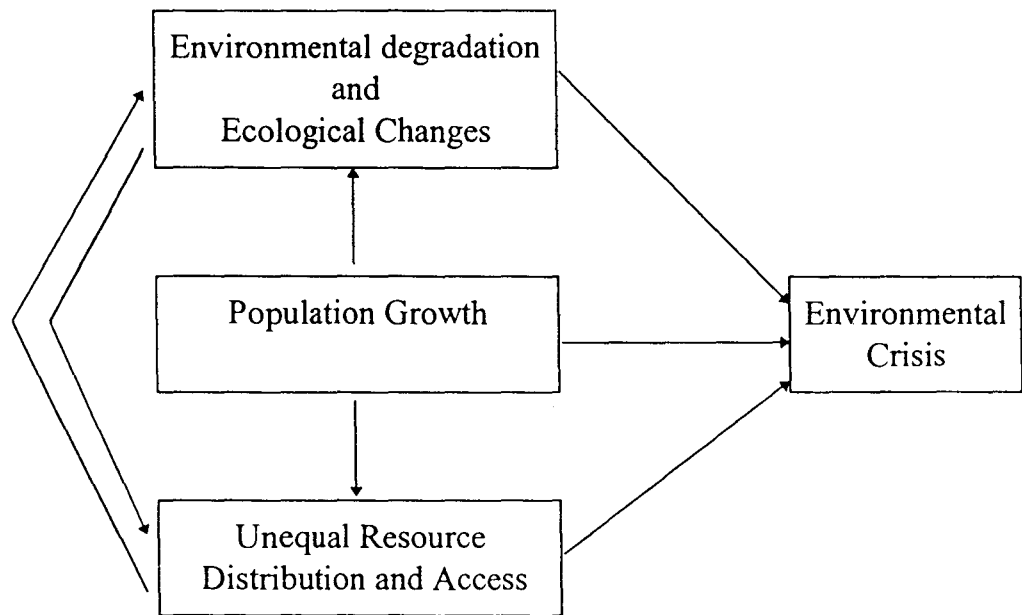 Environmental degradation
and
Ecological Changes
Population Growth
Environmental
Crisis
Unequal Resource
Distribution and Access